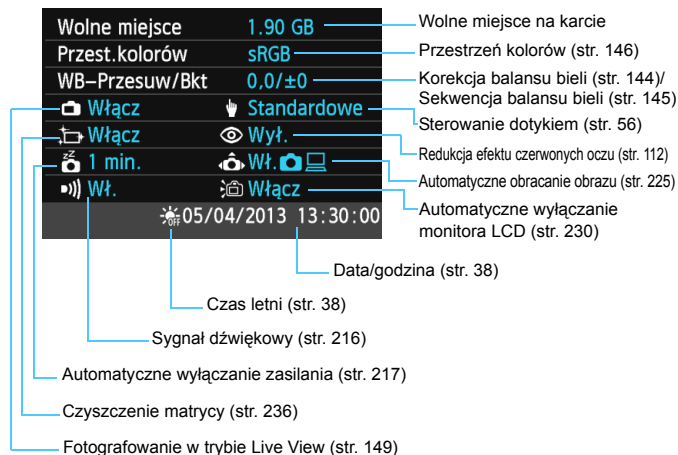 Wolne miejsce 1.90 GB
Przest.kolorów sRGB
WB–Przesuw/Bkt 0,0/±0
Włącz Standardowe
Włącz Wył.
1 min. Wł.
Wł. Włącz
OFF 05/04/2013 13:30:00
Wolne miejsce na karcie
Przestrzeń kolorów (str. 146)
Korekcja balansu bieli (str. 144)/
Sekwencja balansu bieli (str. 145)
Sterowanie dotykiem (str. 56)
Redukcja efektu czerwonych oczu (str. 112)
Automatyczne obracanie obrazu (str. 225)
Automatyczne wyłączanie
monitora LCD (str. 230)
Data/godzina (str. 38)
Czas letni (str. 38)
Sygnał dźwiękowy (str. 216)
Automatyczne wyłączanie zasilania (str. 217)
Czyszczenie matrycy (str. 236)
Fotografowanie w trybie Live View (str. 149)